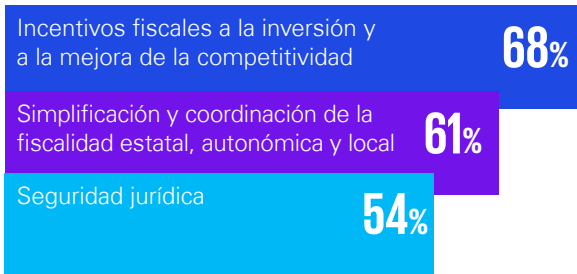 Incentivos fiscales a la inversión y
a la mejora de la competitividad
68%
Simplificación y coordinación de la
fiscalidad estatal, autonómica y local
61%
Seguridad jurídica
54%